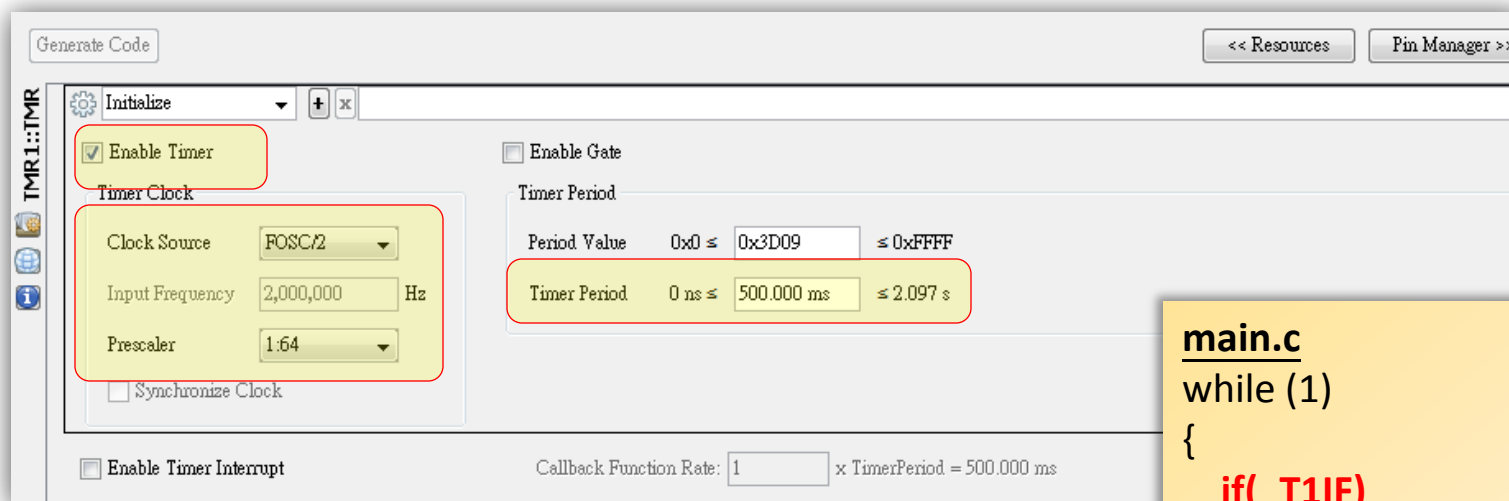 Generate Code
<< Resources
Pin Manager >>
TMR1::TMR
Initialize
+
x
Enable Timer
Enable Gate
Timer Clock
Timer Period
Clock Source FOSC/2
Period Value 0x0 ≤ 0x3D09 ≤ 0xFFFF
Input Frequency 2,000,000 Hz
Timer Period 0 ns ≤ 500.000 ms ≤ 2.097 s
Prescaler 1:64
Synchronize Clock
Enable Timer Interrupt
Callback Function Rate: 1 x TimerPeriod = 500.000 ms
main.c
while (1)
{
if(_T1IF)